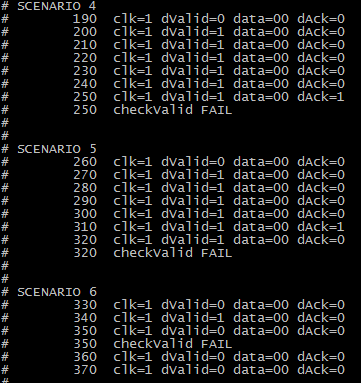 # SCENARIO 4
# 190 clk=1 dValid=0 data=00 dAck=0
# 200 clk=1 dValid=1 data=00 dAck=0
# 210 clk=1 dValid=1 data=00 dAck=0
# 220 clk=1 dValid=1 data=00 dAck=0
# 230 clk=1 dValid=1 data=00 dAck=0
# 240 clk=1 dValid=1 data=00 dAck=0
# 250 clk=1 dValid=1 data=00 dAck=1
# 250 checkValid FAIL
#
#
# SCENARIO 5
# 260 clk=1 dValid=0 data=00 dAck=0
# 270 clk=1 dValid=1 data=00 dAck=0
# 280 clk=1 dValid=1 data=00 dAck=0
# 290 clk=1 dValid=1 data=00 dAck=0
# 300 clk=1 dValid=1 data=00 dAck=0
# 310 clk=1 dValid=1 data=00 dAck=1
# 320 clk=1 dValid=1 data=00 dAck=0
# 320 checkValid FAIL
#
#
# SCENARIO 6
# 330 clk=1 dValid=0 data=00 dAck=0
# 340 clk=1 dValid=1 data=00 dAck=0
# 350 clk=1 dValid=0 data=00 dAck=0
# 350 checkValid FAIL
# 360 clk=1 dValid=0 data=00 dAck=0
# 370 clk=1 dValid=0 data=00 dAck=0
#